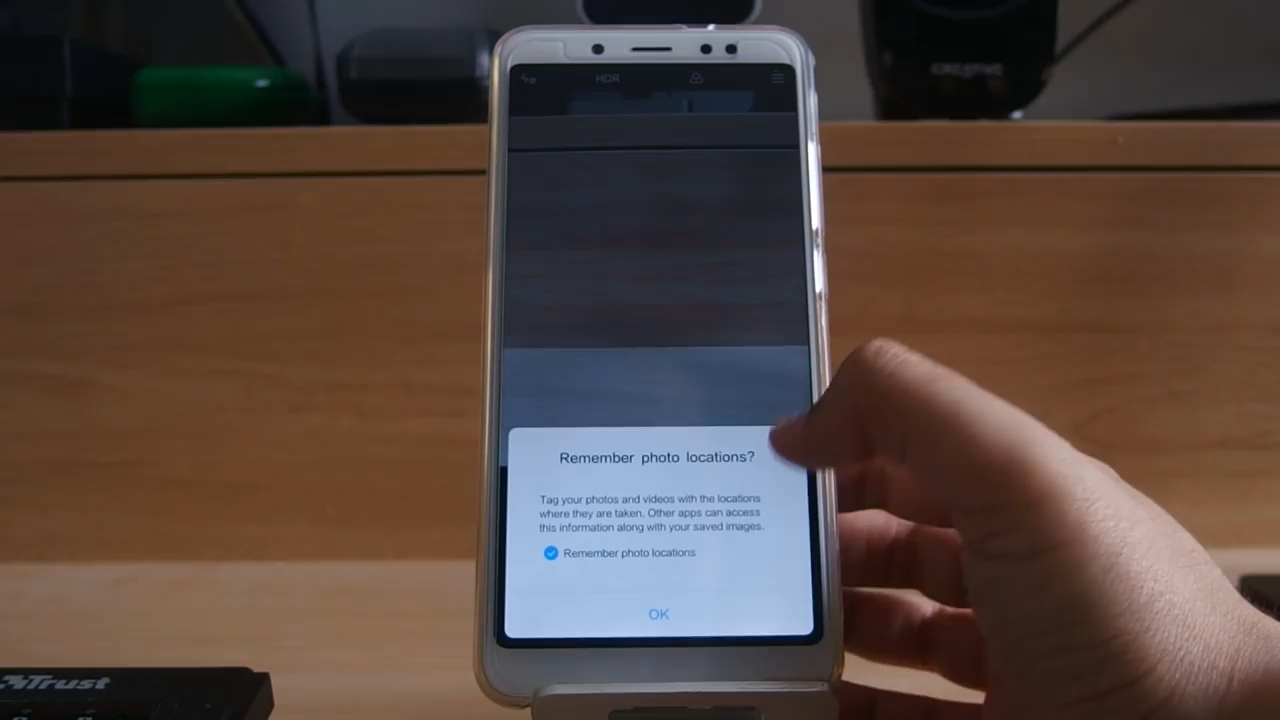 CREATIVE
HDR
Remember photo locations?
Tag your photos and videos with the locations
where they are taken. Other apps can access
this information along with your saved images.
Remember photo locations
OK
Trust